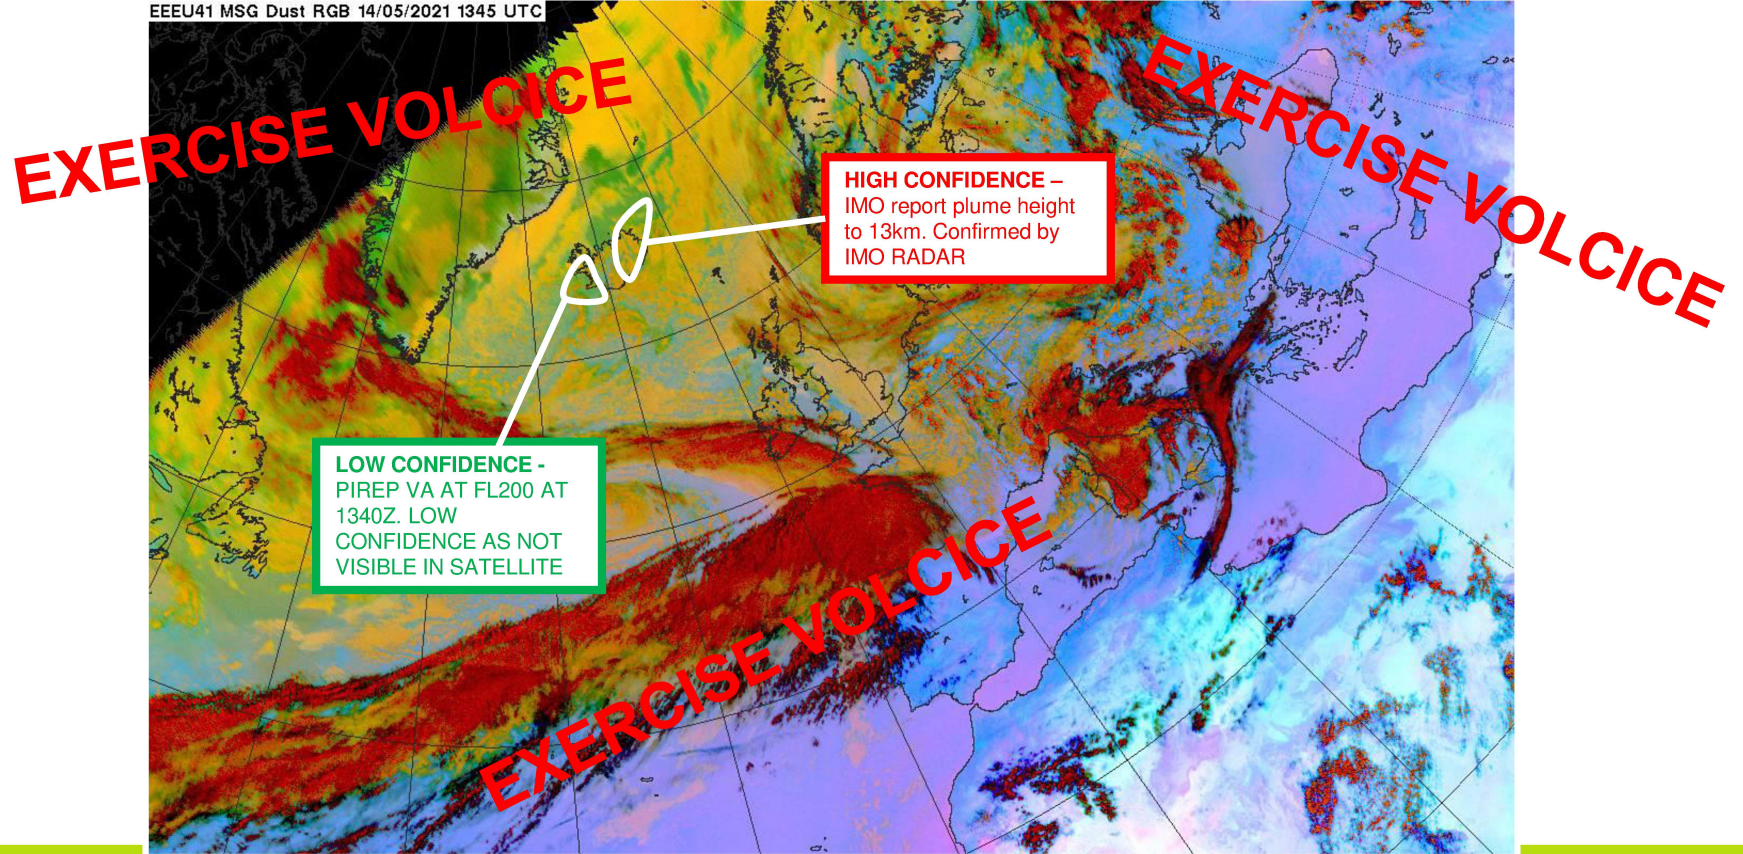 EEEU41 MSG Dust RGB 14/05/2021 1345 UTC
EXERCISE VOLCICE
EXERCISE VOLCICE
HIGH CONFIDENCE –
IMO report plume height
to 13km. Confirmed by
IMO RADAR
LOW CONFIDENCE -
PIREP VA AT FL200 AT
1340Z. LOW
CONFIDENCE AS NOT
VISIBLE IN SATELLITE
EXERCISE VOLCICE